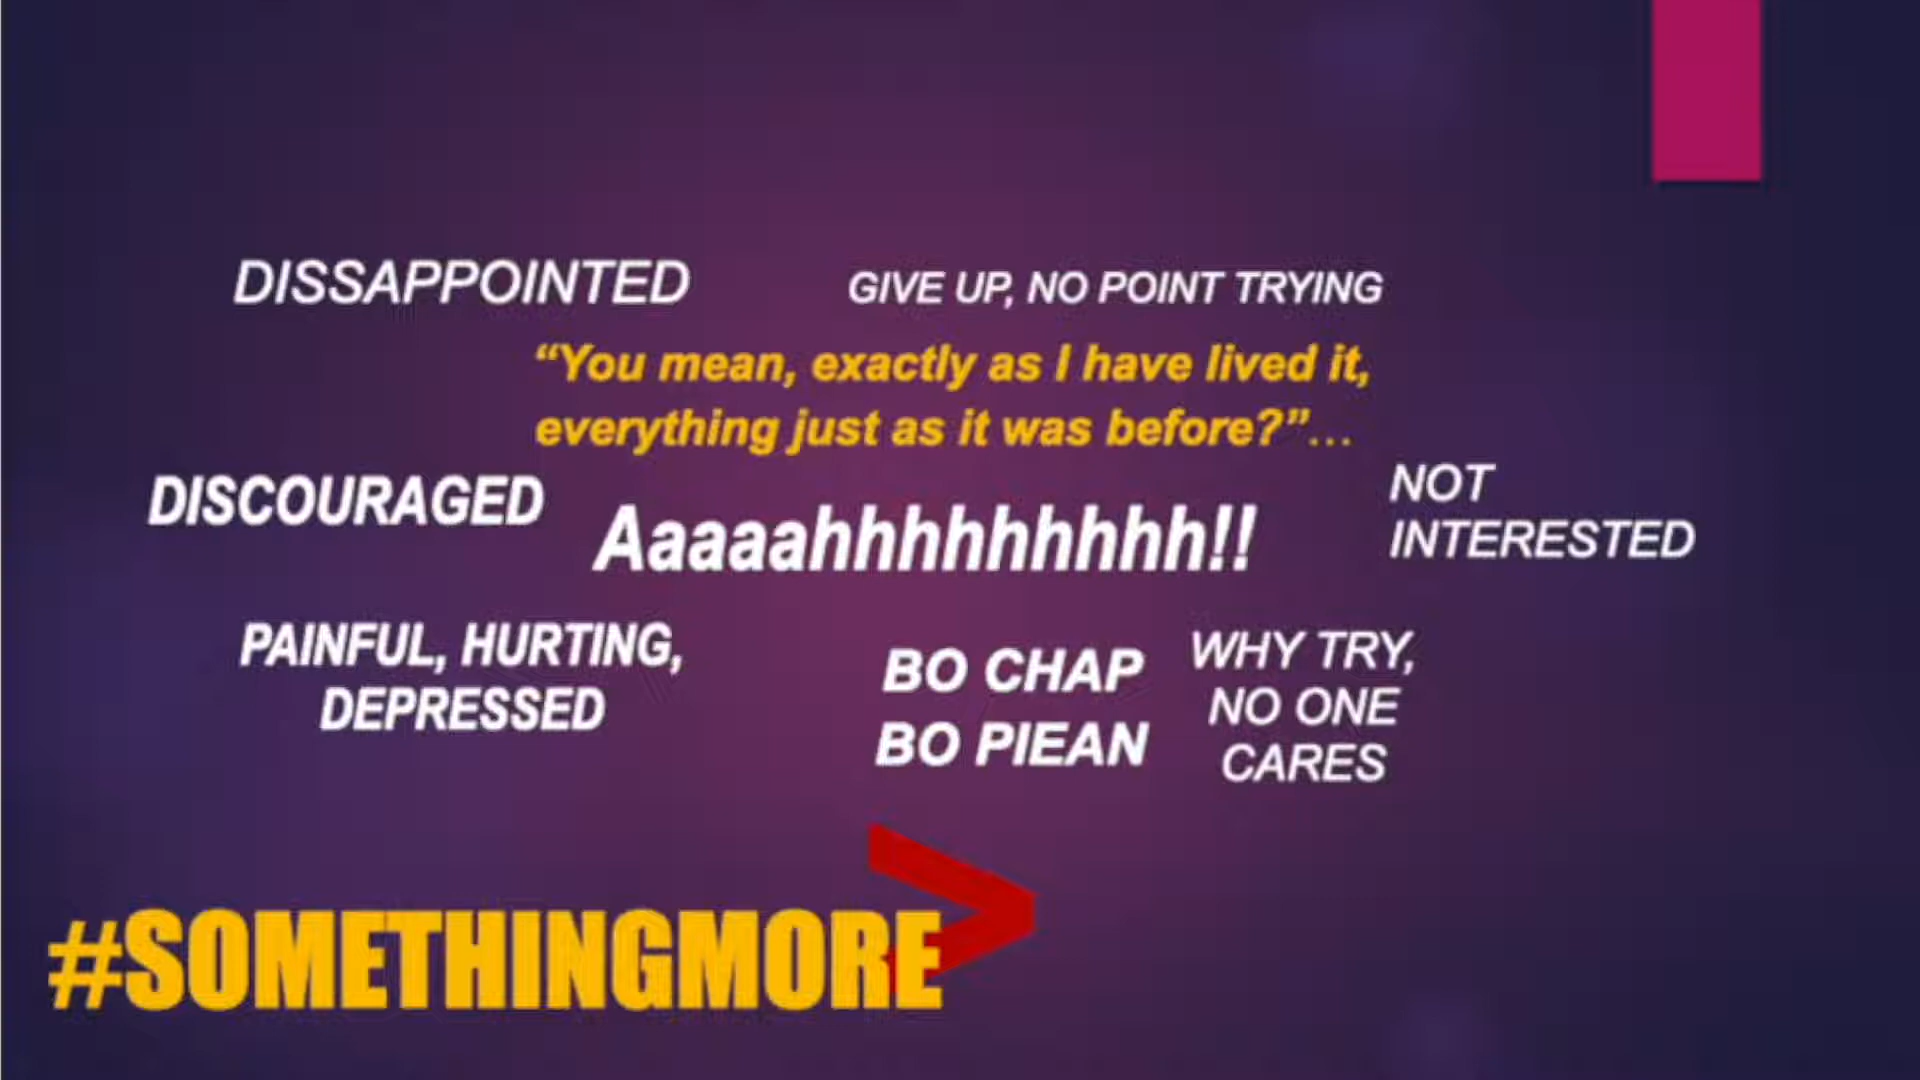 DISSAPPOINTED
GIVE UP, NO POINT TRYING
“You mean, exactly as I have lived it,
everything just as it was before?”…
DISCOURAGED
Aaaaahhhhhhhhhh!!
NOT
INTERESTED
PAINFUL, HURTING,
DEPRESSED
BO CHAP
BO PIEAN
WHY TRY,
NO ONE
CARES
>
#SOMETHINGMORE